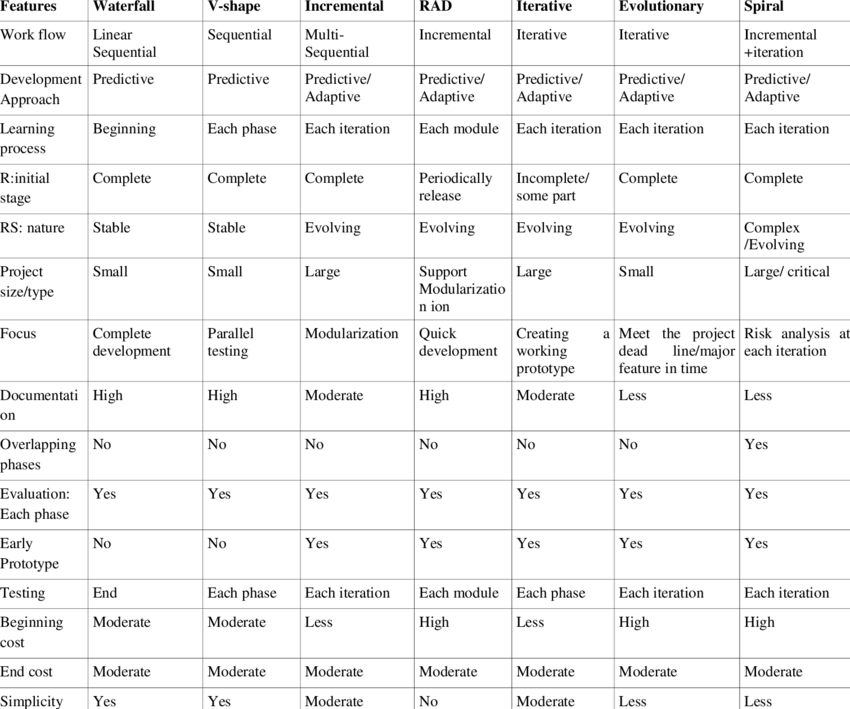 Features Waterfall V-shape Incremental RAD Iterative Evolutionary Spiral
Work flow Linear Sequential Multi- Incremental Iterative Iterative Incremental
Sequential Sequential +iteration
Development Predictive Predictive Predictive/ Predictive/ Predictive/ Predictive/ Predictive/
Approach Adaptive Adaptive Adaptive Adaptive Adaptive
Learning Beginning Each phase Each iteration Each module Each iteration Each iteration Each iteration
process
R:initial Complete Complete Complete Periodically Incomplete/ Complete Complete
stage release some part
RS: nature Stable Stable Evolving Evolving Evolving Evolving Complex
/Evolving
Project Small Small Large Support Large Small Large/ critical
size/type Modularizatio
n ion
Focus Complete Parallel Modularization Quick Creating a Meet the project Risk analysis at
development testing development working dead line/major each iteration
prototype feature in time
Documentati High High Moderate High Moderate Less Less
on
Overlapping No No No No No No Yes
phases
Evaluation: Yes Yes Yes Yes Yes Yes Yes
Each phase
Early No No Yes Yes Yes Yes Yes
Prototype
Testing End Each phase Each iteration Each module Each phase Each iteration Each iteration
Beginning Moderate Moderate Less High Less High High
cost
End cost Moderate Moderate Moderate Moderate Moderate Moderate Moderate
Simplicity Yes Yes Moderate No Moderate Less Less